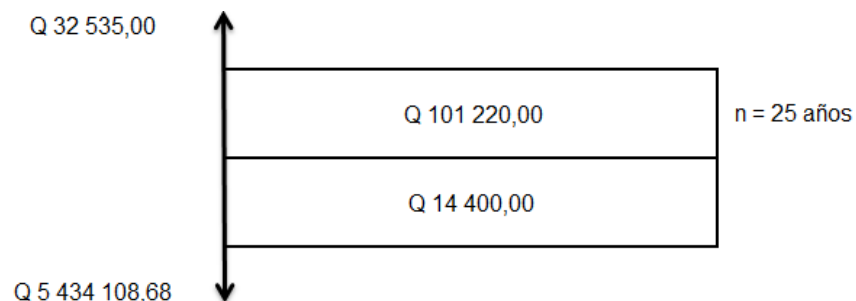 Q 32 535,00
Q 101 220,00
n = 25 años
Q 14 400,00
Q 5 434 108,68